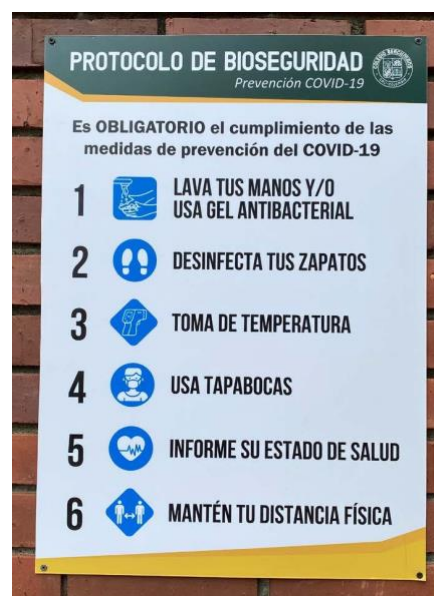 PROTOCOLO DE BIOSEGURIDAD
Prevención COVID-19
Es OBLIGATORIO el cumplimiento de las
medidas de prevención del COVID-19
1
LAVA TUS MANOS Y/O
USA GEL ANTIBACTERIAL
2
DESINFECTA TUS ZAPATOS
3
TOMA DE TEMPERATURA
4
USA TAPABOCAS
5
INFORME SU ESTADO DE SALUD
6
MANTÉN TU DISTANCIA FÍSICA